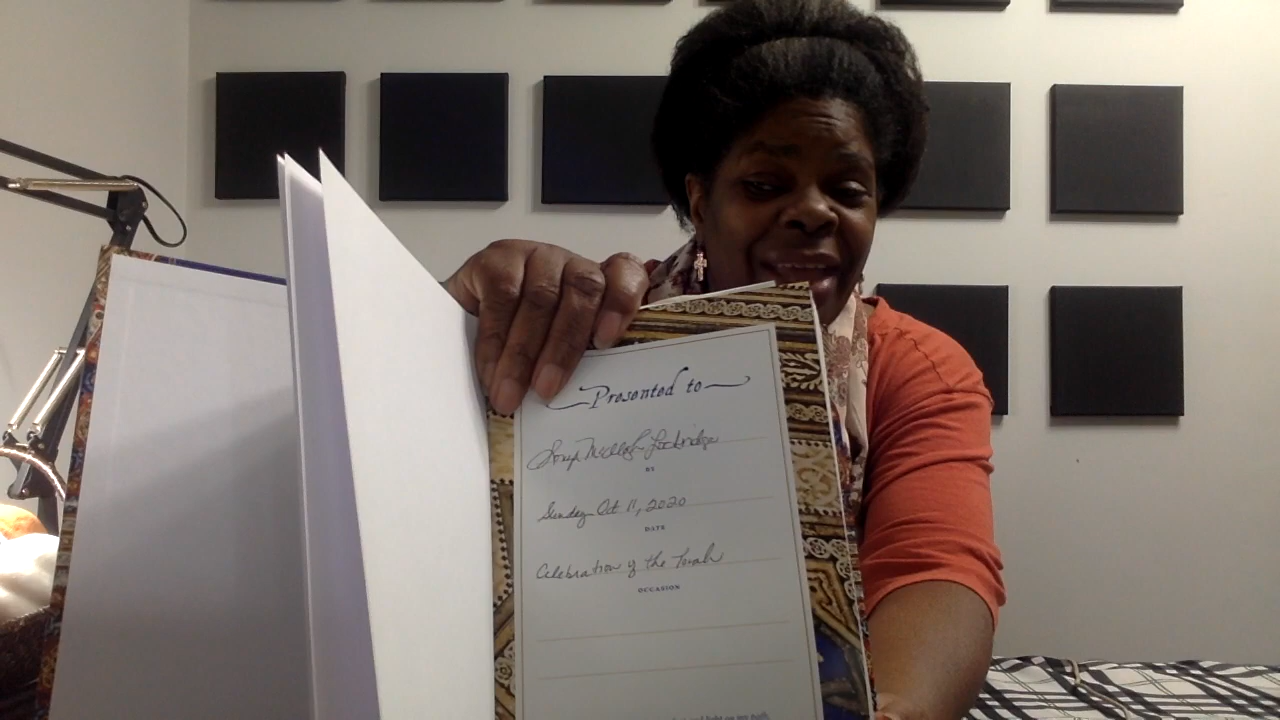 Presented to
BY
Sunday Oct 11, 2020
DATE
Celebration of the Torah
OCCASION